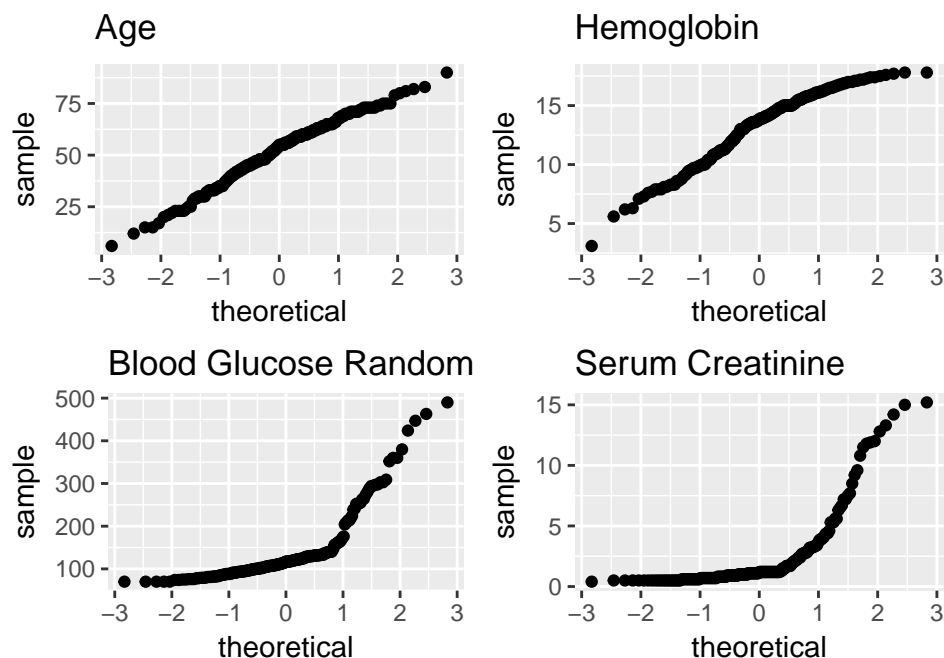 Age
75
50
25
sample
−3 −2 −1 0 1 2 3
theoretical
Hemoglobin
15
10
5
sample
−3 −2 −1 0 1 2 3
theoretical
Blood Glucose Random
500
400
300
200
100
sample
−3 −2 −1 0 1 2 3
theoretical
Serum Creatinine
15
10
5
0
sample
−3 −2 −1 0 1 2 3
theoretical